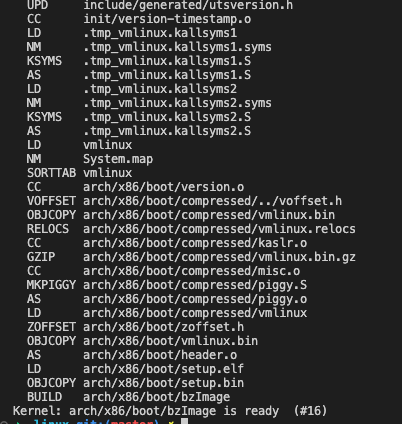 UPD     include/generated/utsversion.h
CC      init/version-timestamp.o
LD      .tmp_vmlinux.kallsyms1
NM      .tmp_vmlinux.kallsyms1.syms
KSYMS   .tmp_vmlinux.kallsyms1.S
AS      .tmp_vmlinux.kallsyms1.S
LD      .tmp_vmlinux.kallsyms2
NM      .tmp_vmlinux.kallsyms2.syms
KSYMS   .tmp_vmlinux.kallsyms2.S
AS      .tmp_vmlinux.kallsyms2.S
LD      vmlinux
NM      System.map
SORTTAB vmlinux
CC      arch/x86/boot/version.o
VOFFSET arch/x86/boot/compressed/../voffset.h
OBJCOPY arch/x86/boot/compressed/vmlinux.bin
RELOCS  arch/x86/boot/compressed/vmlinux.relocs
CC      arch/x86/boot/compressed/kaslr.o
GZIP    arch/x86/boot/compressed/vmlinux.bin.gz
CC      arch/x86/boot/compressed/misc.o
MKPIGGY arch/x86/boot/compressed/piggy.S
AS      arch/x86/boot/compressed/piggy.o
LD      arch/x86/boot/compressed/vmlinux
ZOFFSET arch/x86/boot/zoffset.h
OBJCOPY arch/x86/boot/vmlinux.bin
AS      arch/x86/boot/header.o
LD      arch/x86/boot/setup.elf
OBJCOPY arch/x86/boot/setup.bin
BUILD   arch/x86/boot/bzImage
Kernel: arch/x86/boot/bzImage is ready  (#16)
linux git:(master) ✗